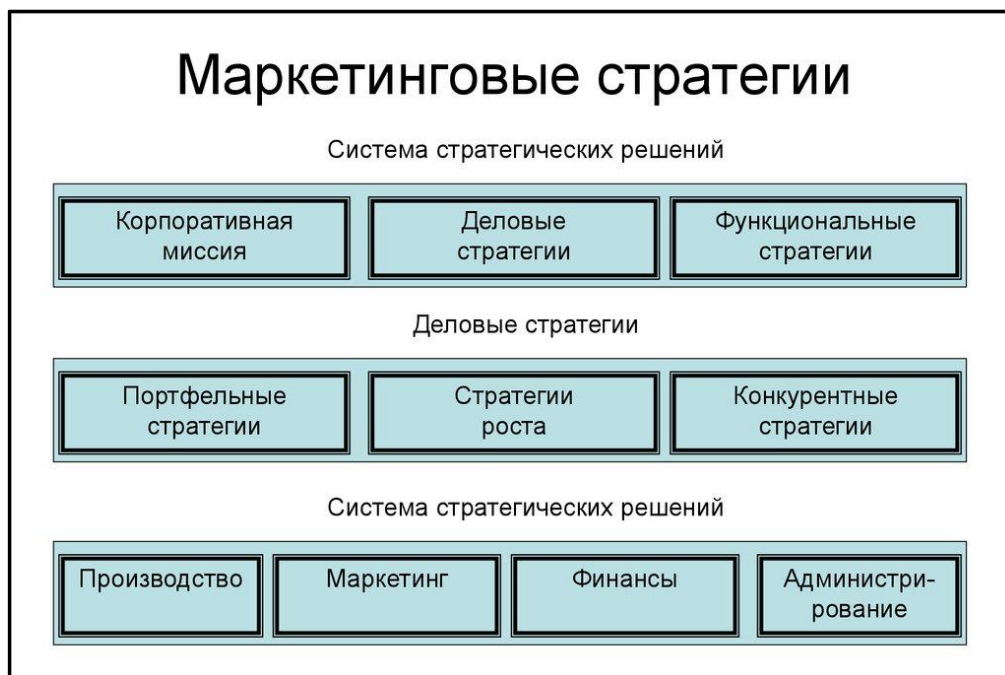 Маркетинговые стратегии
Система стратегических решений
Корпоративная
миссия
Деловые
стратегии
Функциональные
стратегии
Деловые стратегии
Портфельные
стратегии
Стратегии
роста
Конкурентные
стратегии
Система стратегических решений
Производство
Маркетинг
Финансы
Администри-
рование